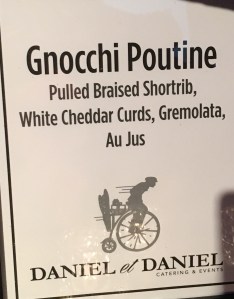 Gnocchi Poutine
Pulled Braised Shortrib,
White Cheddar Curds, Gremolata,
Au Jus
DANIEL et DANIEL
CATERING & EVENTS